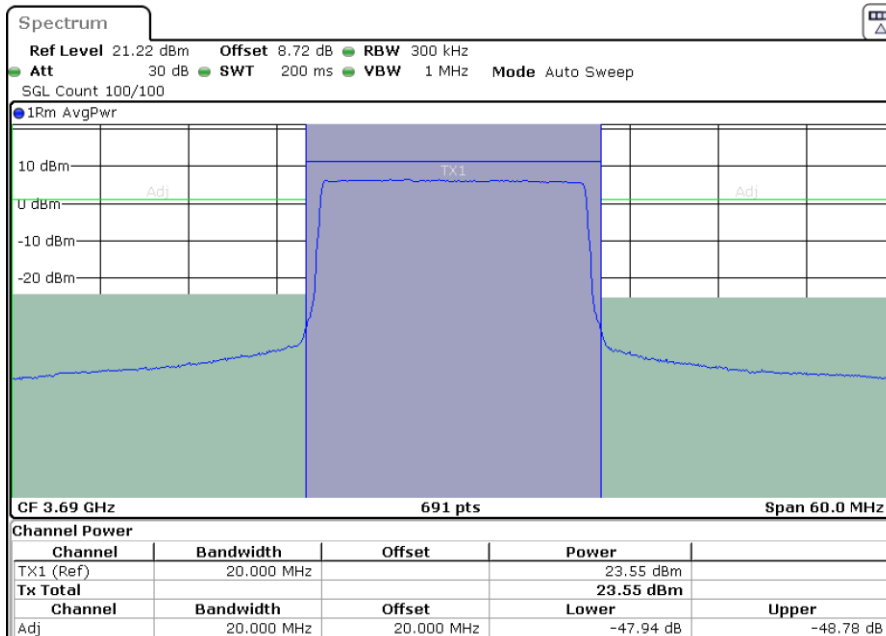 Spectrum
Ref Level 21.22 dBm Offset 8.72 dB RBW 300 kHz
Att 30 dB SWT 200 ms VBW 1 MHz Mode Auto Sweep
SGL Count 100/100
1Rm AvgPwr
10 dBm
TX1
Adj Adj
0 dBm
-10 dBm
-20 dBm
CF 3.69 GHz 691 pts Span 60.0 MHz
Channel Power
Channel Bandwidth Offset Power
TX1 (Ref) 20.000 MHz 23.55 dBm
Tx Total 23.55 dBm
Channel Bandwidth Offset Lower Upper
Adj 20.000 MHz 20.000 MHz -47.94 dB -48.78 dB